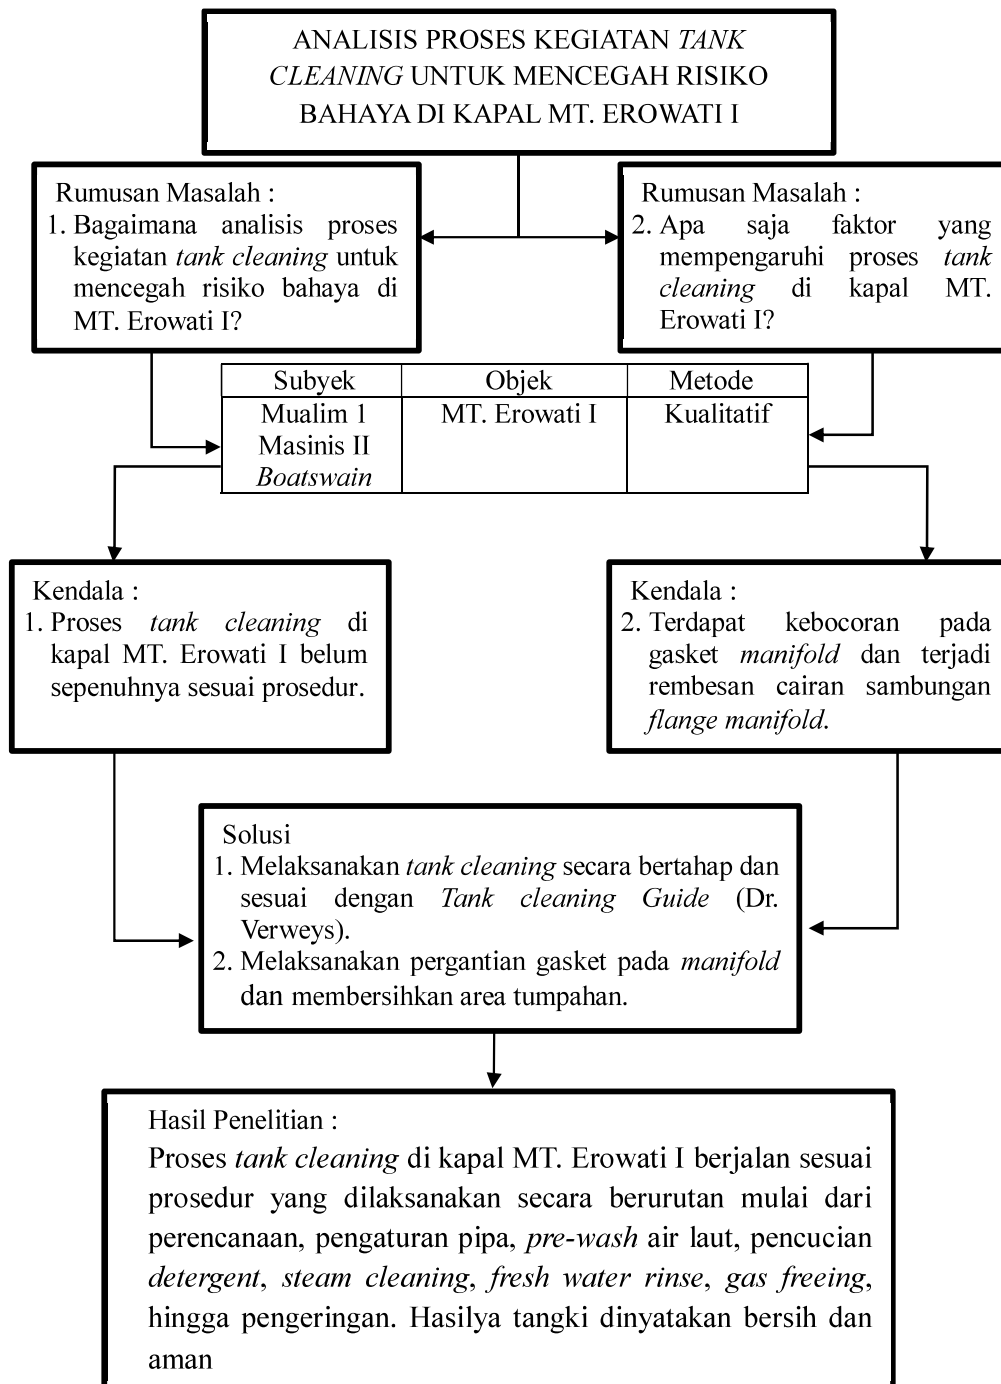 ANALISIS PROSES KEGIATAN TANK
CLEANING UNTUK MENCEGAH RISIKO
BAHAYA DI KAPAL MT. EROWATI I
Rumusan Masalah :
1. Bagaimana analisis proses
kegiatan tank cleaning untuk
mencegah risiko bahaya di
MT. Erowati I?
Rumusan Masalah :
2. Apa saja faktor yang
mempengaruhi proses tank
cleaning di kapal MT.
Erowati I?
Subyek Objek Metode
Mualim 1 MT. Erowati I Kualitatif
Masinis II
Boatswain
Kendala :
1. Proses tank cleaning di
kapal MT. Erowati I belum
sepenuhnya sesuai prosedur.
Kendala :
2. Terdapat kebocoran pada
gasket manifold dan terjadi
rembesan cairan sambungan
flange manifold.
Solusi
1. Melaksanakan tank cleaning secara bertahap dan
sesuai dengan Tank cleaning Guide (Dr.
Verweys).
2. Melaksanakan pergantian gasket pada manifold
dan membersihkan area tumpahan.
Hasil Penelitian :
Proses tank cleaning di kapal MT. Erowati I berjalan sesuai
prosedur yang dilaksanakan secara berurutan mulai dari
perencanaan, pengaturan pipa, pre-wash air laut, pencucian
detergent, steam cleaning, fresh water rinse, gas freeing,
hingga pengeringan. Hasilya tangki dinyatakan bersih dan
aman